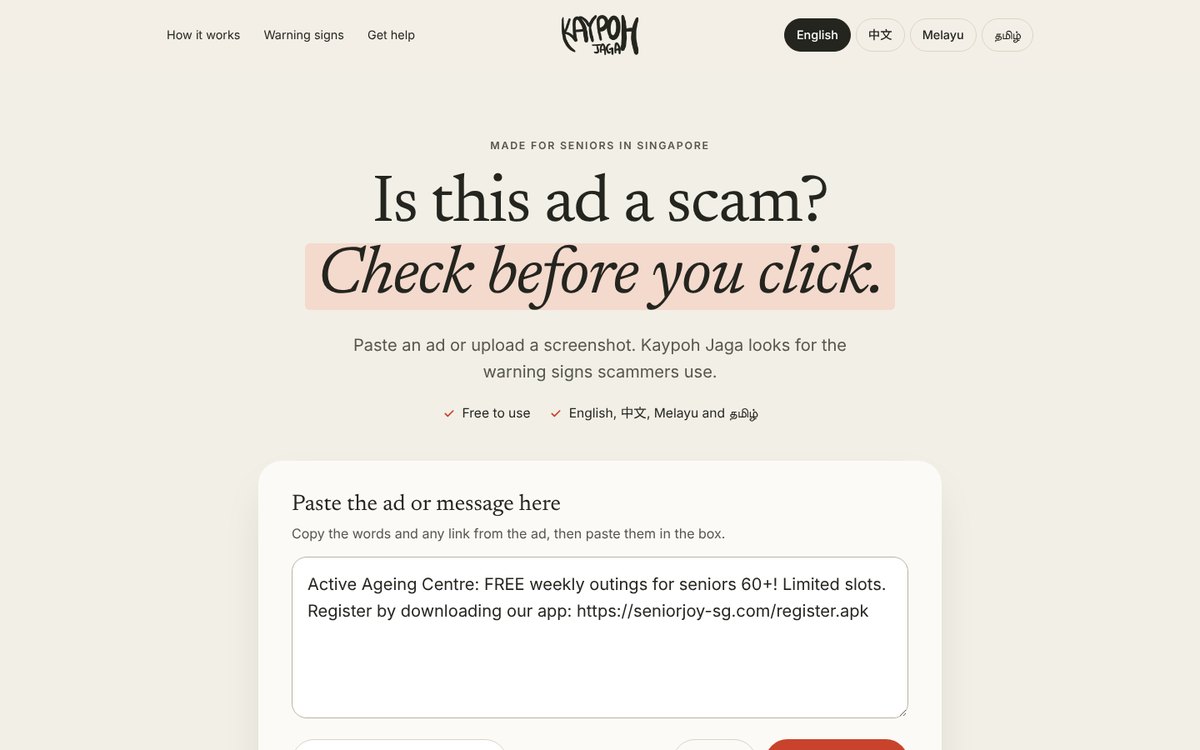 How it works
Warning signs
Get help
KAYPOH
JAGA
English
中文
Melayu
தமிழ்
MADE FOR SENIORS IN SINGAPORE
Is this ad a scam?
Check before you click.
Paste an ad or upload a screenshot. Kaypoh Jaga looks for the
warning signs scammers use.
Free to use
English, 中文, Melayu and தமிழ்
Paste the ad or message here
Copy the words and any link from the ad, then paste them in the box.
Active Ageing Centre: FREE weekly outings for seniors 60+! Limited slots.
Register by downloading our app: https://seniorjoy-sg.com/register.apk